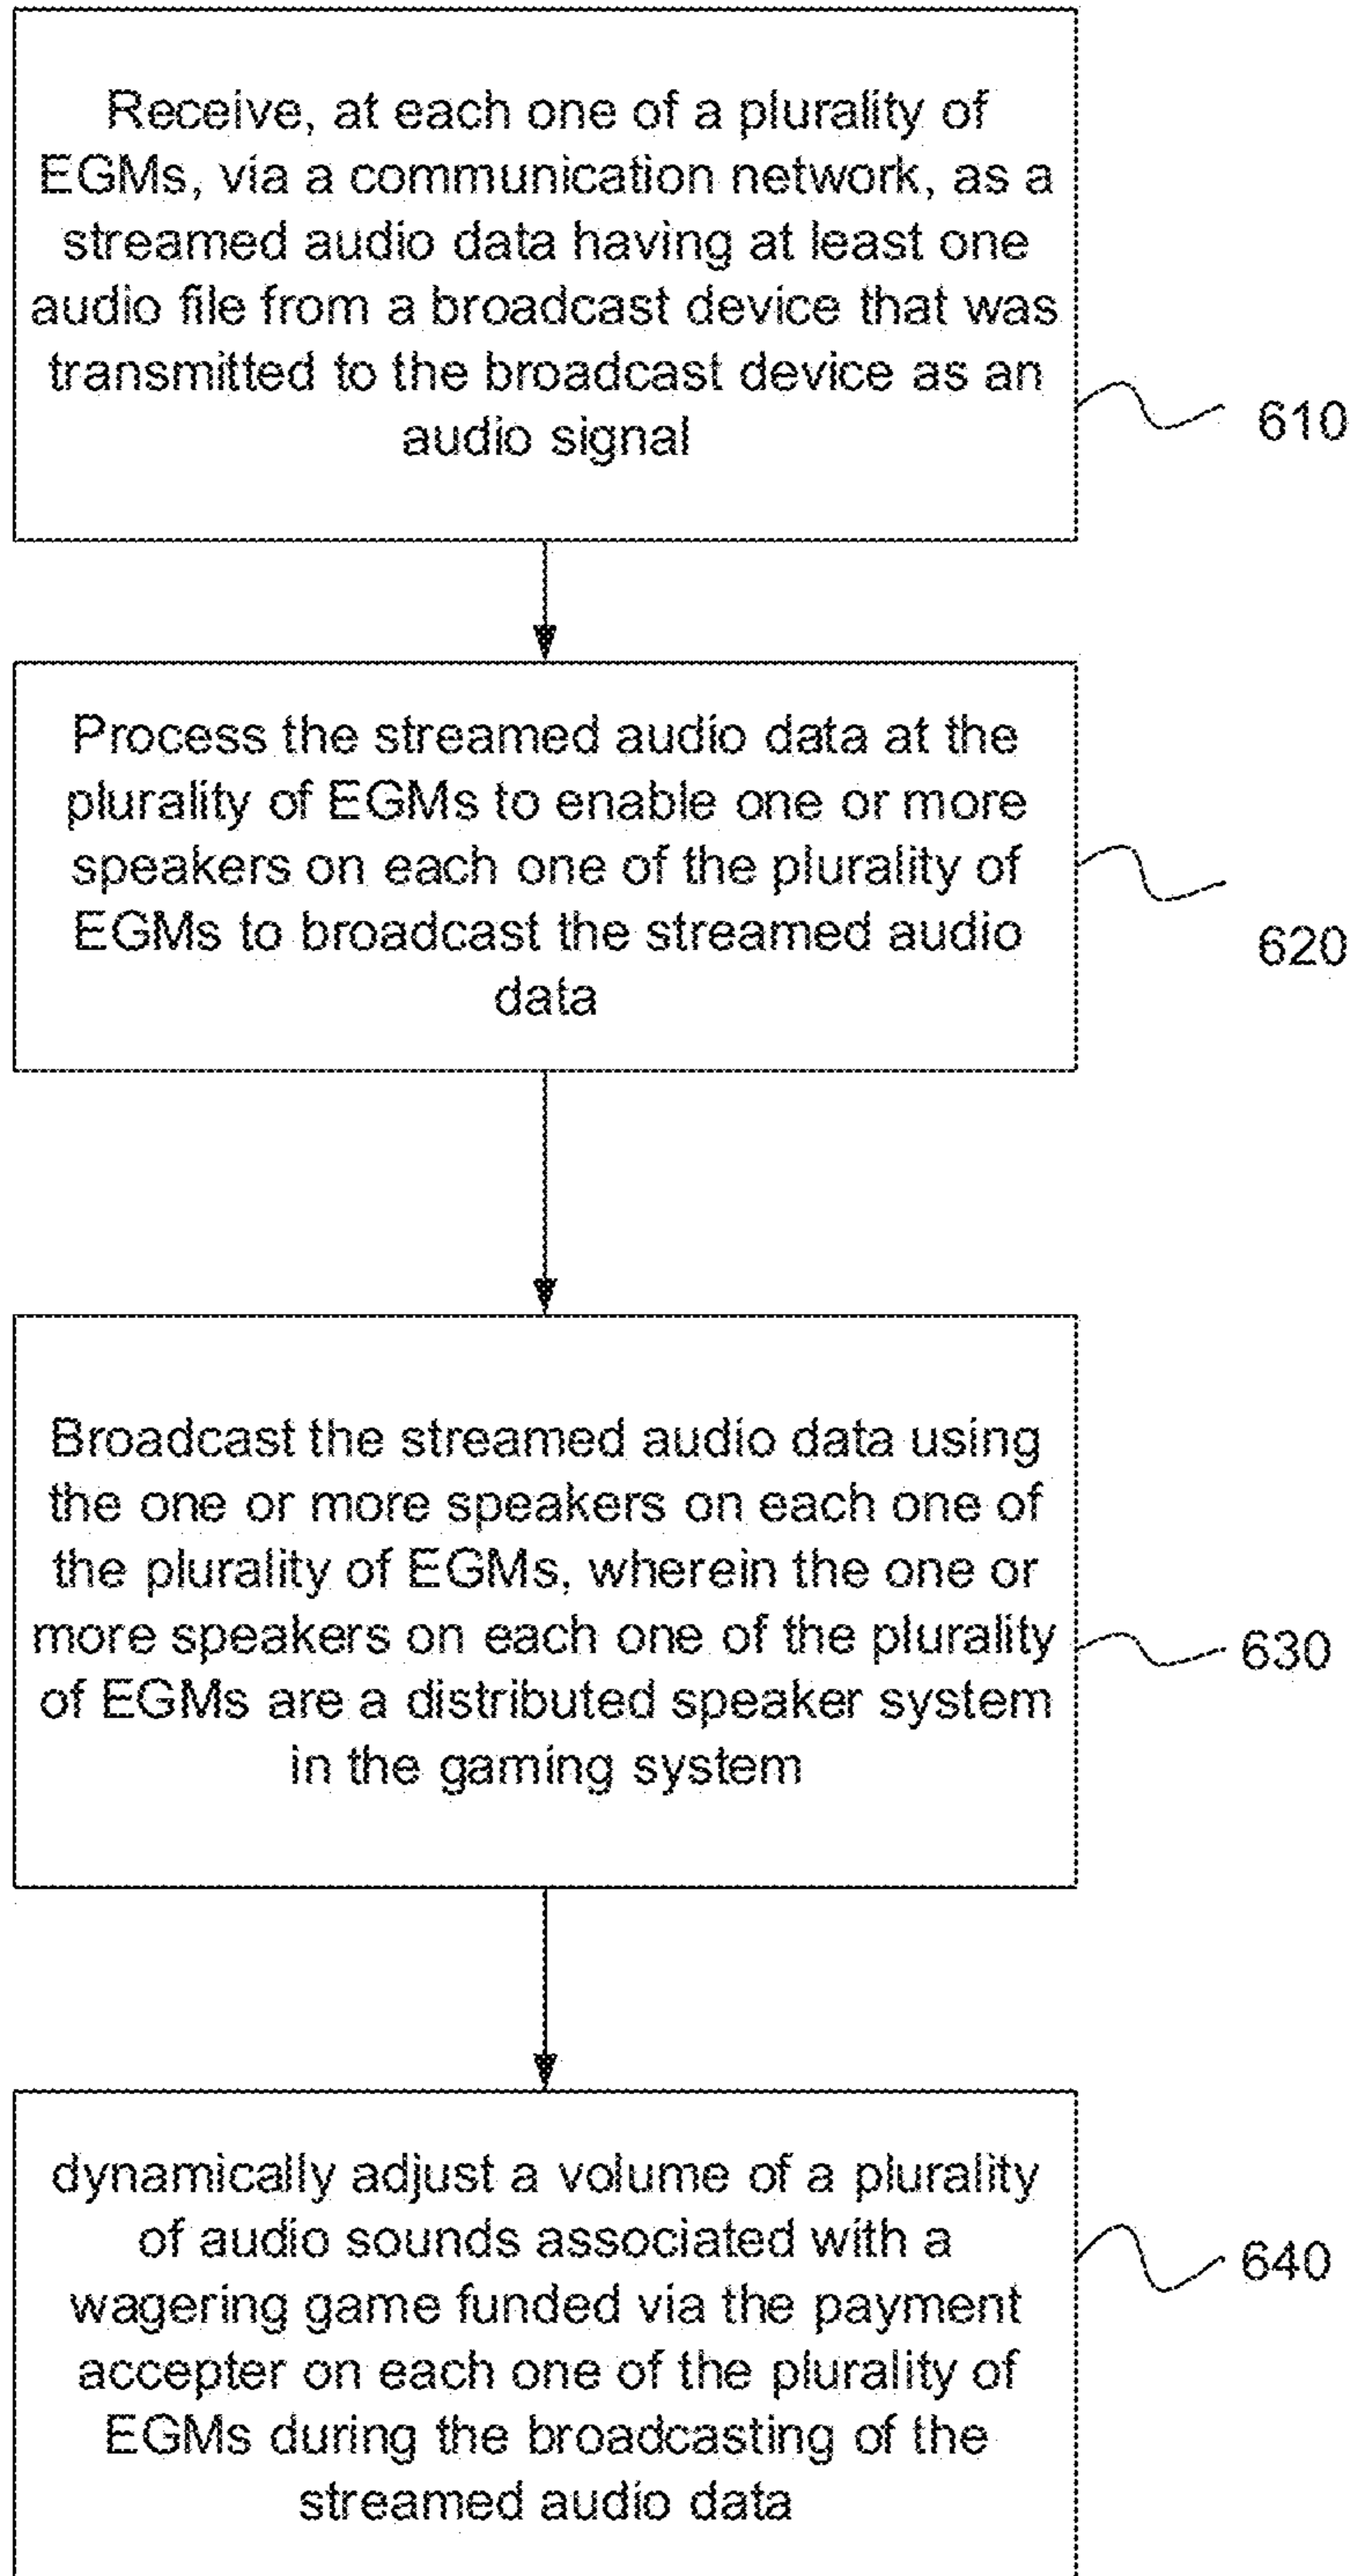 Receive, at each one of a plurality of
EGMs, via a communication network, as a
streamed audio data having at least one
audio file from a broadcast device that was
transmitted to the broadcast device as an
audio signal
610
Process the streamed audio data at the
plurality of EGMs to enable one or more
speakers on each one of the plurality of
EGMs to broadcast the streamed audio
data
620
Broadcast the streamed audio data using
the one or more speakers on each one of
the plurality of EGMs, wherein the one or
more speakers on each one of the plurality
of EGMs are a distributed speaker system
in the gaming system
630
dynamically adjust a volume of a plurality
of audio sounds associated with a
wagering game funded via the payment
accepter on each one of the plurality of
EGMs during the broadcasting of the
streamed audio data
640